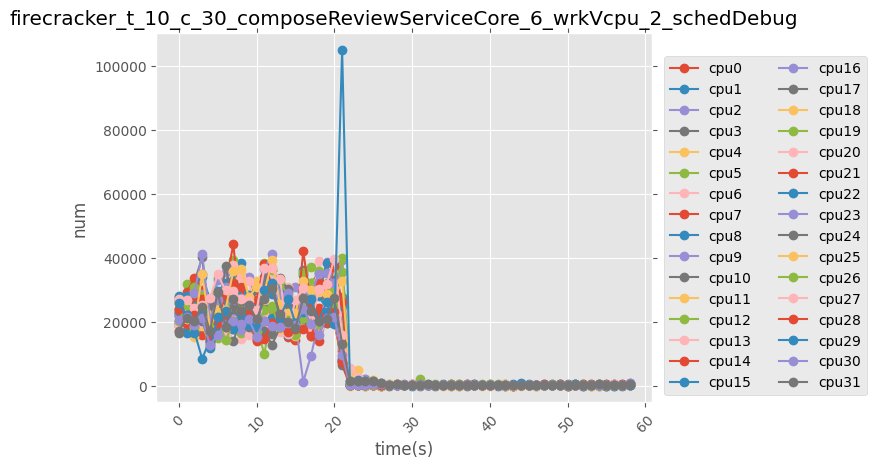 firecracker_t_10_c_30_composeReviewServiceCore_6_wrkVcpu_2_schedDebug
100000
80000
60000
40000
20000
0
num
0
10
20
30
40
50
60
time(s)
cpu0
cpu1
cpu2
cpu3
cpu4
cpu5
cpu6
cpu7
cpu8
cpu9
cpu10
cpu11
cpu12
cpu13
cpu14
cpu15
cpu16
cpu17
cpu18
cpu19
cpu20
cpu21
cpu22
cpu23
cpu24
cpu25
cpu26
cpu27
cpu28
cpu29
cpu30
cpu31